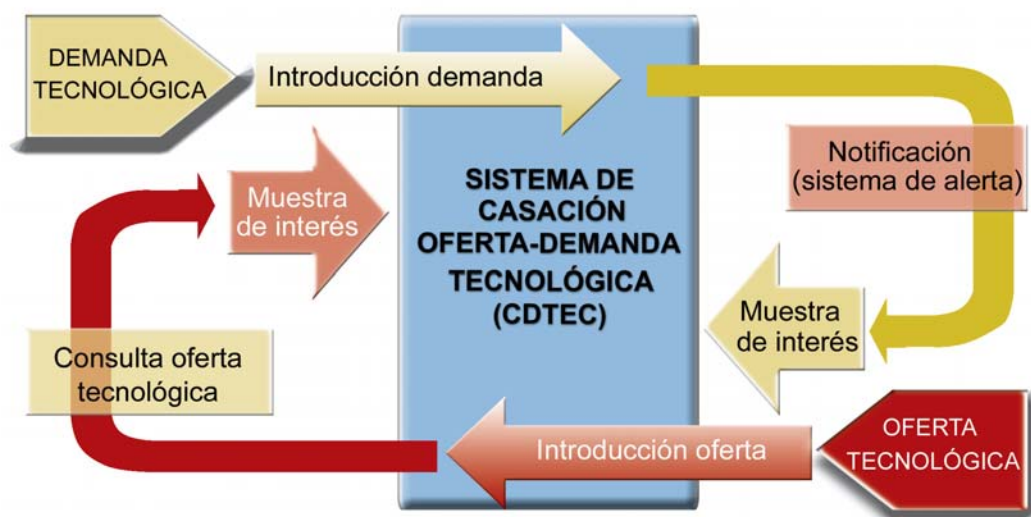 DEMANDA
TECNOLÓGICA
Introducción demanda
Notificación
(sistema de alerta)
Muestra
de interés
SISTEMA DE
CASACIÓN
OFERTA-DEMANDA
TECNOLÓGICA
(CDTEC)
Muestra
de interés
Consulta oferta
tecnológica
Introducción oferta
OFERTA
TECNOLÓGICA